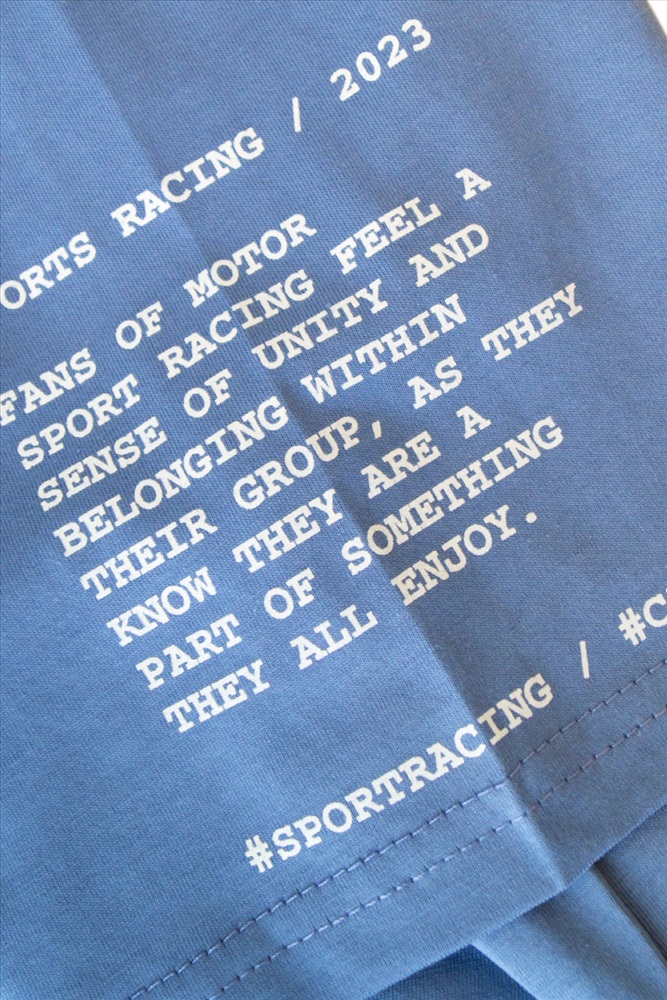 ORTS RACING / 2023
FANS OF MOTOR
SPORT RACING FEEL A
SENSE OF UNITY AND
BELONGING WITHIN
THEIR GROUP, AS THEY
KNOW THEY ARE A
PART OF SOMETHING
THEY ALL ENJOY.
#SPORTRACING / #C